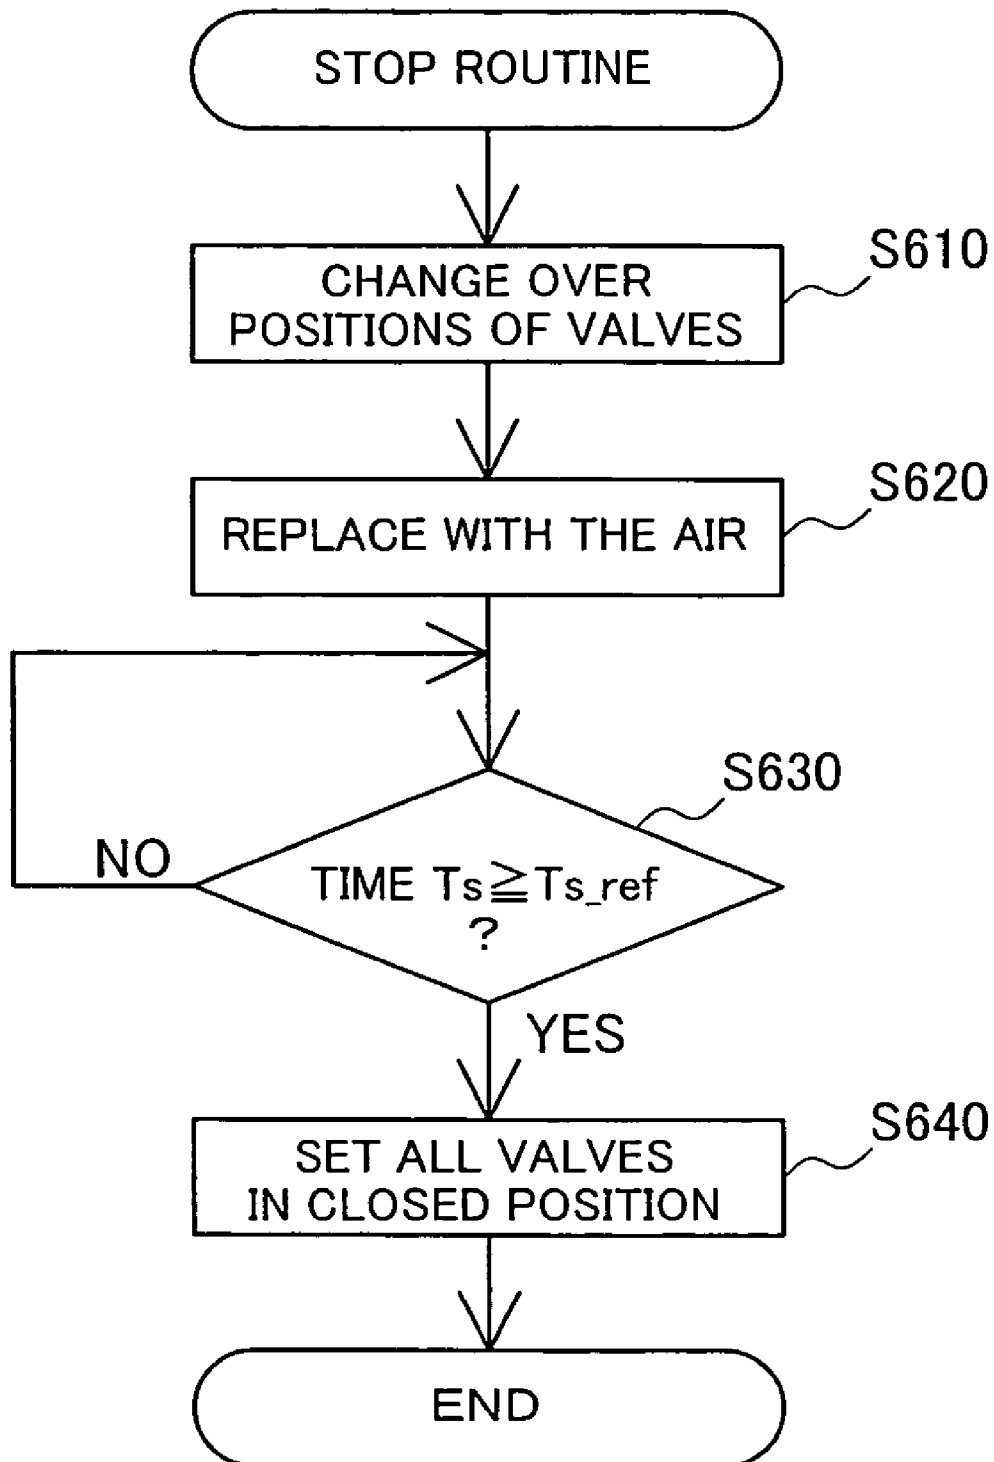 STOP ROUTINE
S610
CHANGE OVER
POSITIONS OF VALVES
S620
REPLACE WITH THE AIR
S630
NO
TIME Ts≧Ts_ref
?
YES
S640
SET ALL VALVES
IN CLOSED POSITION
END